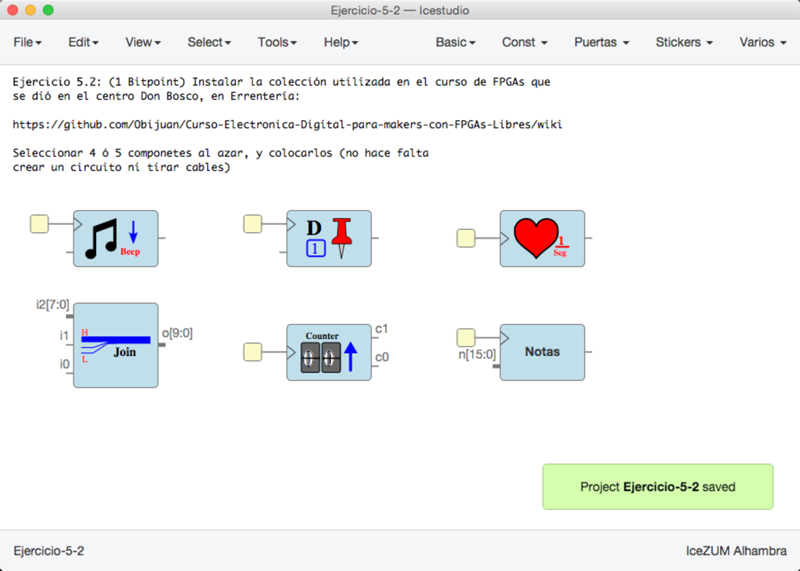 Ejercicio-5-2 — Icestudio
File Edit View Select Tools Help Basic Const Puertas Stickers Varios
Ejercicio 5.2: (1 Bitpoint) Instalar la colección utilizada en el curso de FPGAs que
se dió en el centro Don Bosco, en Errentería:
https://github.com/Obijuan/Curso-Electronica-Digital-para-makers-con-FPGAs-Libres/wiki
Seleccionar 4 ó 5 componetes al azar, y colocarlos (no hace falta
crear un circuito ni tirar cables)
Beep
D
1
1
Seg
i2[7:0]
i1
i0
H
L
Join
o[9:0]
Counter
0 0
c1
c0
n[15:0]
Notas
Project Ejercicio-5-2 saved
Ejercicio-5-2
IceZUM Alhambra